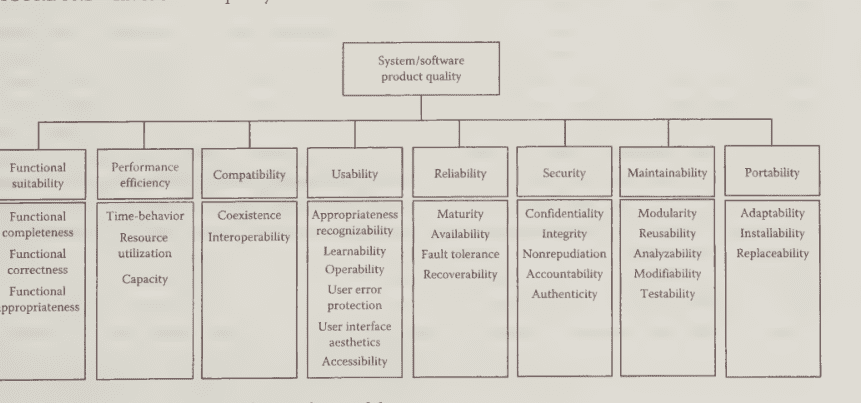 System/software
product quality
Functional
suitability
Performance
efficiency
Compatibility
Usability
Reliability
Security
Maintainability
Portability
Functional
completeness
Functional
correctness
Functional
appropriateness
Time-behavior
Resource
utilization
Capacity
Coexistence
Interoperability
Appropriateness
recognizability
Learnability
Operability
User error
protection
User interface
aesthetics
Accessibility
Maturity
Availability
Fault tolerance
Recoverability
Confidentiality
Integrity
Nonrepudiation
Accountability
Authenticity
Modularity
Reusability
Analyzability
Modifiability
Testability
Adaptability
Installability
Replaceability